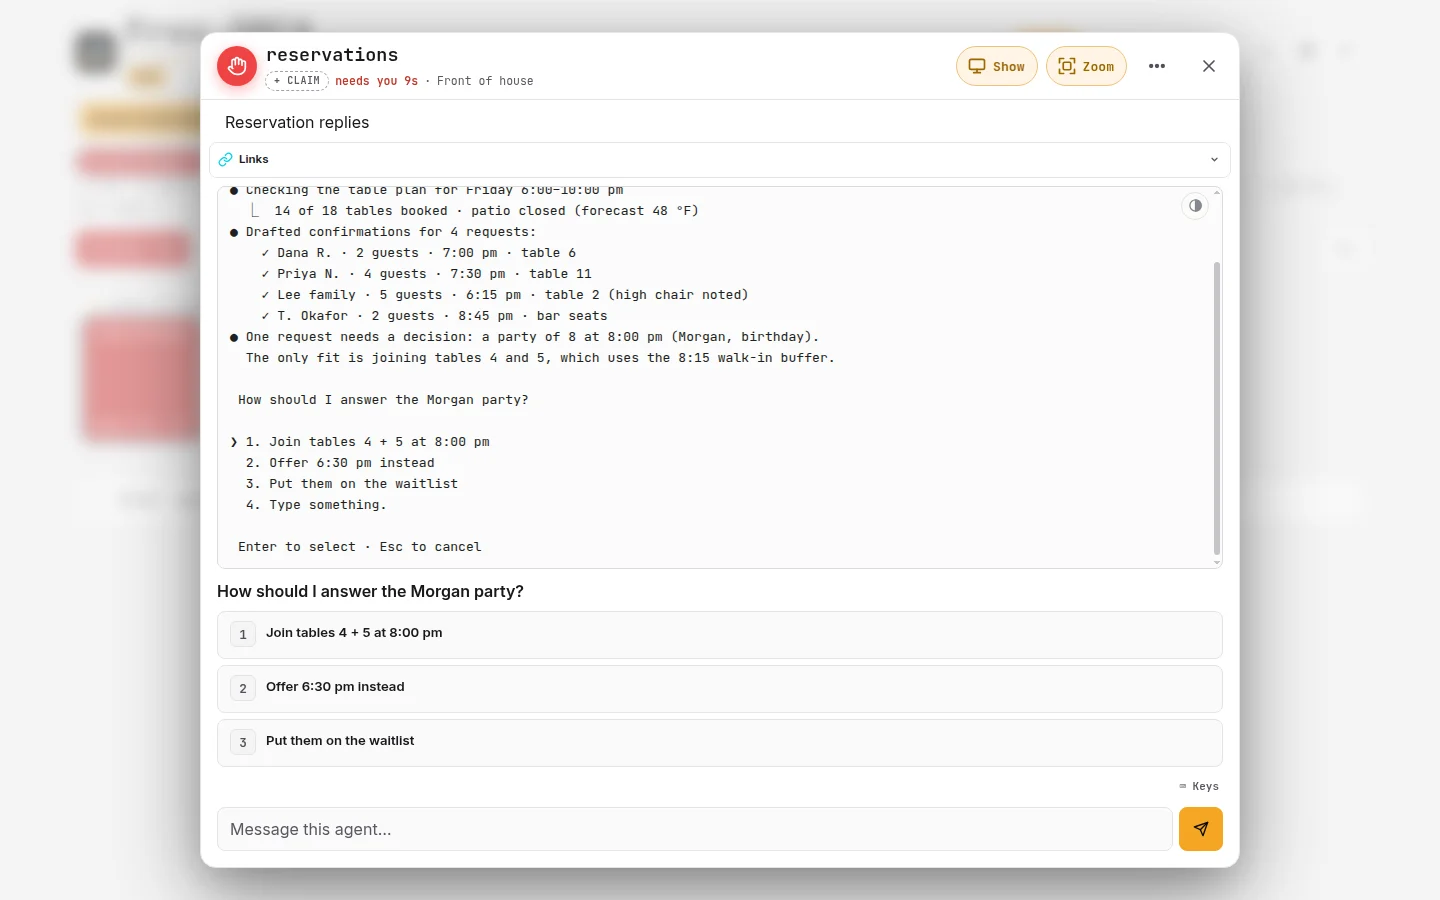 reservations
+ CLAIM needs you 9s · Front of house
Show
Zoom
Reservation replies
Links
● Checking the table plan for Friday 6:00–10:00 pm
⎿ 14 of 18 tables booked · patio closed (forecast 48 °F)
● Drafted confirmations for 4 requests:
✓ Dana R. · 2 guests · 7:00 pm · table 6
✓ Priya N. · 4 guests · 7:30 pm · table 11
✓ Lee family · 5 guests · 6:15 pm · table 2 (high chair noted)
✓ T. Okafor · 2 guests · 8:45 pm · bar seats
● One request needs a decision: a party of 8 at 8:00 pm (Morgan, birthday).
The only fit is joining tables 4 and 5, which uses the 8:15 walk-in buffer.
How should I answer the Morgan party?
❯ 1. Join tables 4 + 5 at 8:00 pm
2. Offer 6:30 pm instead
3. Put them on the waitlist
4. Type something.
Enter to select · Esc to cancel
How should I answer the Morgan party?
1 Join tables 4 + 5 at 8:00 pm
2 Offer 6:30 pm instead
3 Put them on the waitlist
Keys
Message this agent...